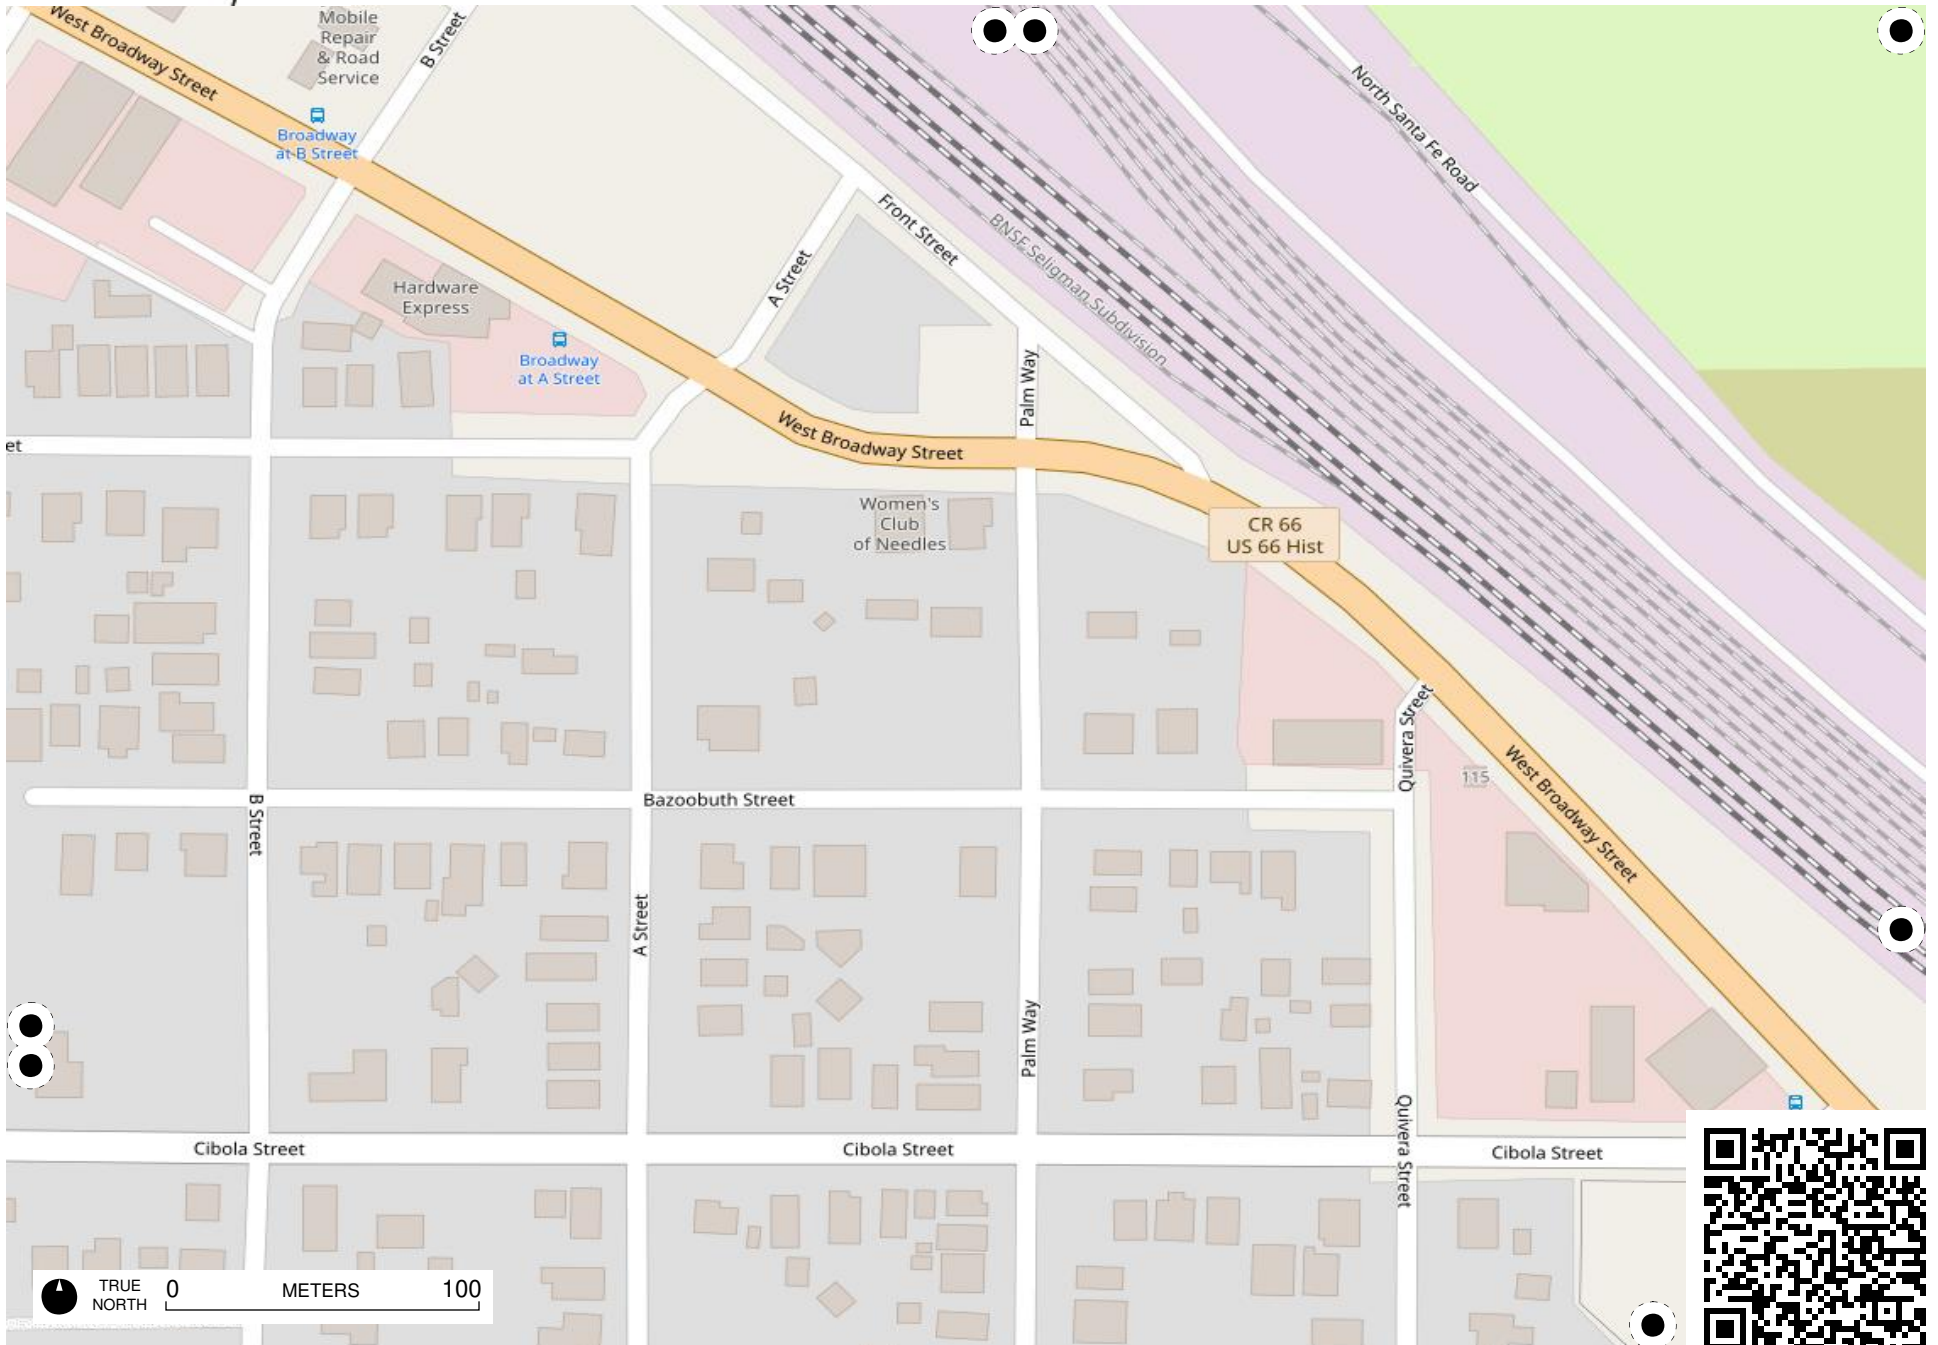 Mobile
Repair
& Road
Service
B Street
West Broadway Street
Broadway
at B Street
North Santa Fe Road
Front Street
BNSF Seligman Subdivision
A Street
Hardware
Express
Broadway
at A Street
Palm Way
West Broadway Street
et
Women's
Club
of Needles
CR 66
US 66 Hist
Quivera Street
115
West Broadway Street
B Street
Bazoobuth Street
A Street
Palm Way
Quivera Street
Cibola Street
Cibola Street
Cibola Street
TRUE
NORTH
0 METERS 100